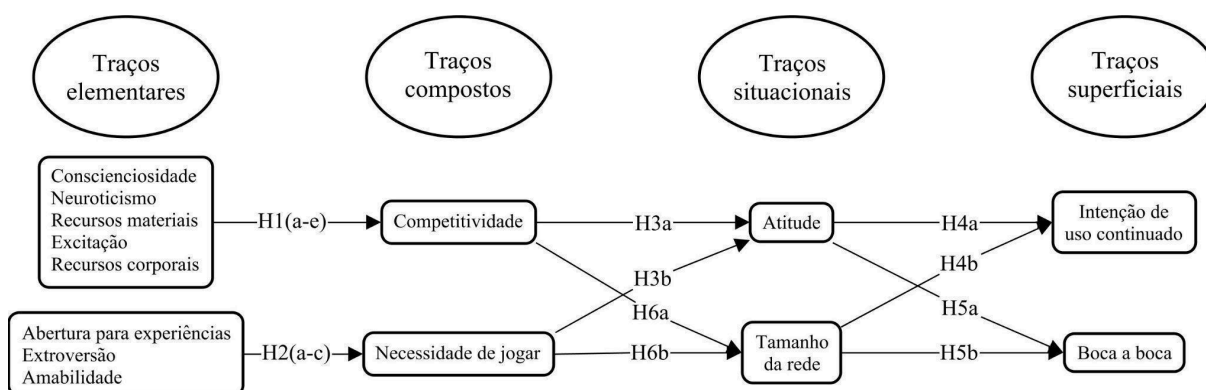 Traços
elementares
Traços
compostos
Traços
situacionais
Traços
superficiais
Conscienciosidade
Neuroticismo
Recursos materiais
Excitação
Recursos corporais
H1(a-e)
Competitividade
H3a
Atitude
H4a
Intenção de
uso continuado
H3b
H4b
H6a
H5a
Abertura para experiências
Extroversão
Amabilidade
H2(a-c)
Necessidade de jogar
H6b
Tamanho
da rede
H5b
Boca a boca